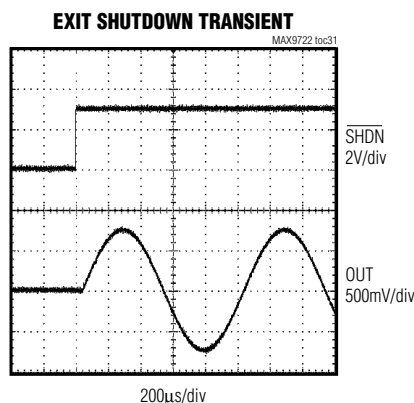 EXIT SHUTDOWN TRANSIENT
MAX9722 toc31
SHDN
2V/div
OUT
500mV/div
200µs/div